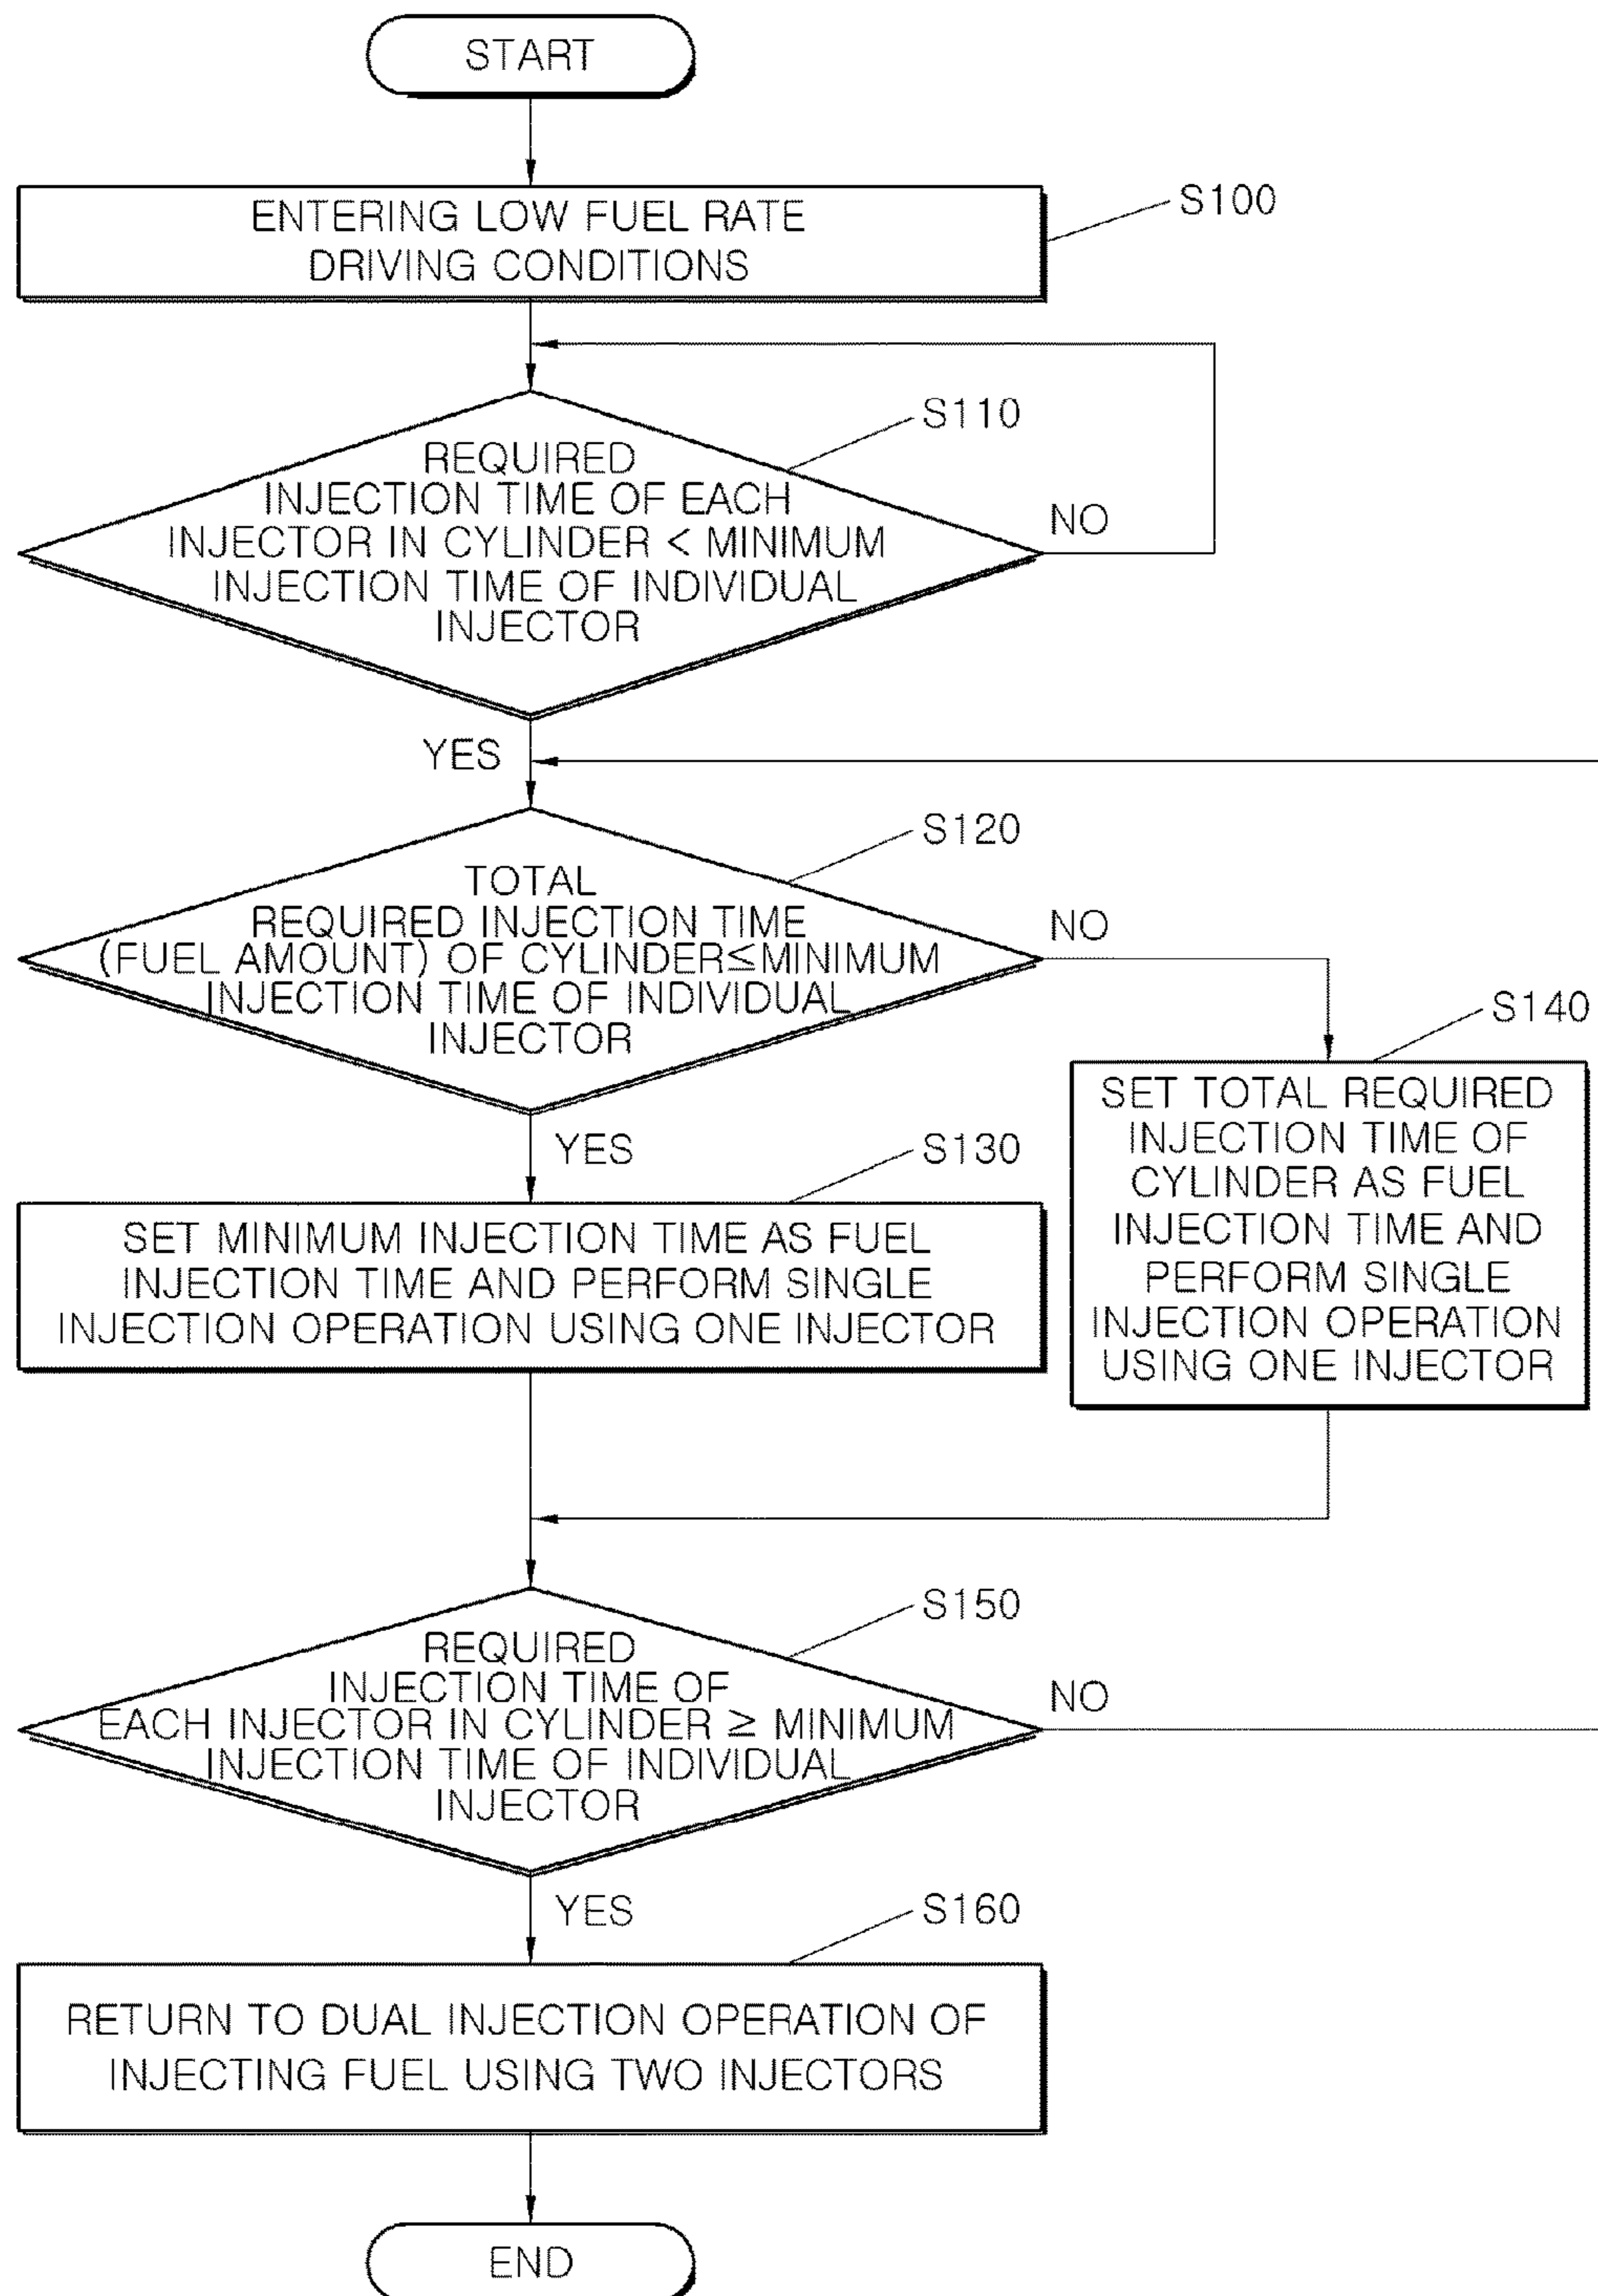 START
ENTERING LOW FUEL RATE
DRIVING CONDITIONS
S100
S110
REQUIRED
INJECTION TIME OF EACH
INJECTOR IN CYLINDER < MINIMUM
INJECTION TIME OF INDIVIDUAL
INJECTOR
NO
YES
S120
TOTAL
REQUIRED INJECTION TIME
(FUEL AMOUNT) OF CYLINDER≤MINIMUM
INJECTION TIME OF INDIVIDUAL
INJECTOR
NO
YES
S130
SET MINIMUM INJECTION TIME AS FUEL
INJECTION TIME AND PERFORM SINGLE
INJECTION OPERATION USING ONE INJECTOR
S140
SET TOTAL REQUIRED
INJECTION TIME OF
CYLINDER AS FUEL
INJECTION TIME AND
PERFORM SINGLE
INJECTION OPERATION
USING ONE INJECTOR
S150
REQUIRED
INJECTION TIME OF
EACH INJECTOR IN CYLINDER ≥ MINIMUM
INJECTION TIME OF INDIVIDUAL
INJECTOR
NO
YES
S160
RETURN TO DUAL INJECTION OPERATION OF
INJECTING FUEL USING TWO INJECTORS
END